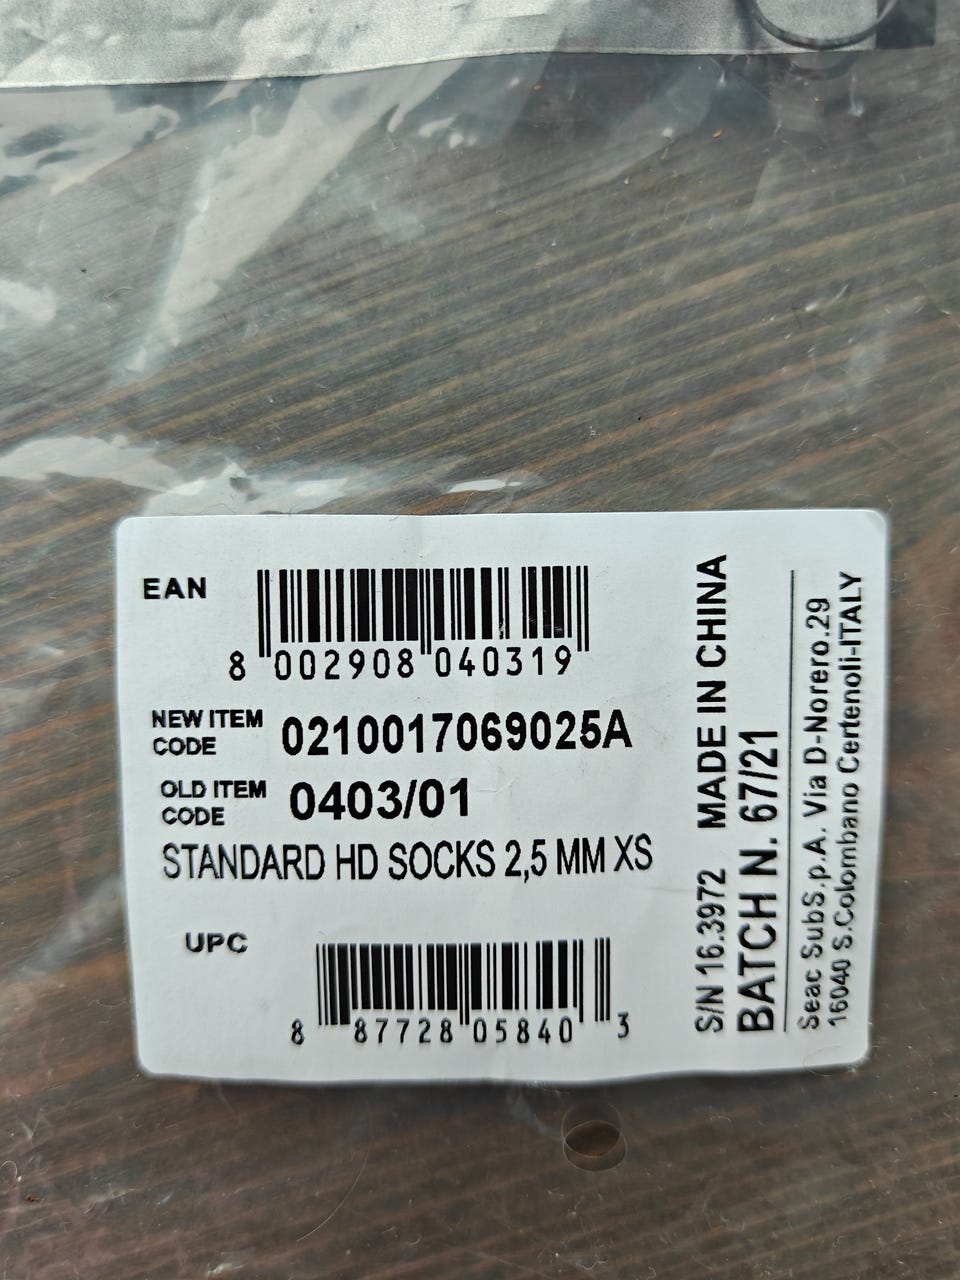 EAN
8 002908 040319
NEW ITEM CODE 0210017069025A
OLD ITEM CODE 0403/01
STANDARD HD SOCKS 2,5 MM XS
UPC
8 87728 05840 3
S/N 16.3972 MADE IN CHINA
BATCH N. 67/21
Seac SubS.p.A. Via D-Norero.29
16040 S.Colombano Certenoli-ITALY